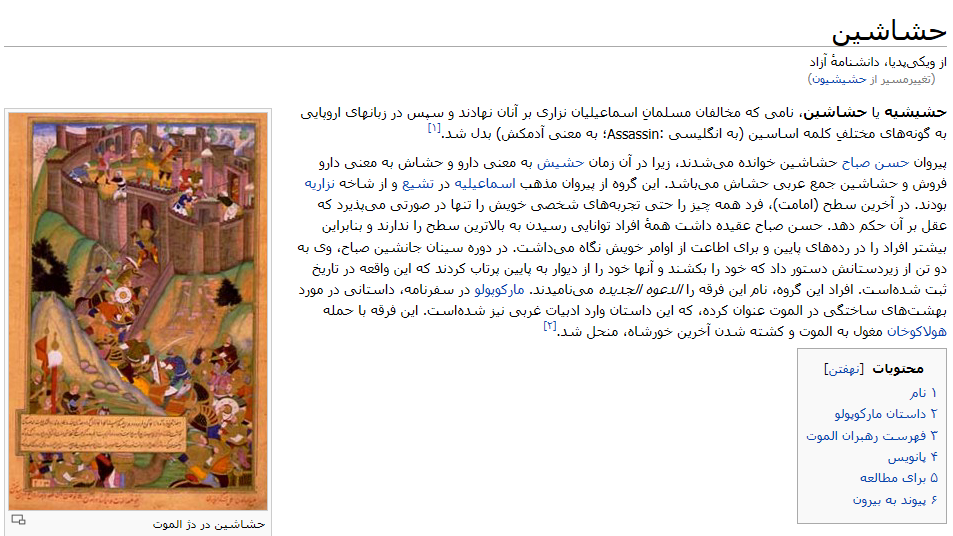 حشاشین
از ویکی‌پدیا، دانشنامهٔ آزاد
(تغییرمسیر از حشیشیون)
حشیشیه یا حشاشین، نامی که مخالفان مسلمانِ اسماعیلیان نزاری بر آنان نهادند و سپس در زبانهای اروپایی
به گونه‌های مختلفِ کلمه اساسین (به انگلیسی :Assassin؛ به معنی آدمکش) بدل شد.[۱]
پیروان حسن صباح حشاشین خوانده می‌شدند، زیرا در آن زمان حشیش به معنی دارو و حشاش به معنی دارو
فروش و حشاشین جمع عربی حشاش می‌باشد. این گروه از پیروان مذهب اسماعیلیه در تشیع و از شاخه نزاریه
بودند. در آخرین سطح (امامت)، فرد همه چیز را حتی تجربه‌های شخصی خویش را تنها در صورتی می‌پذیرد که
عقل بر آن حکم دهد. حسن صباح عقیده داشت همهٔ افراد توانایی رسیدن به بالاترین سطح را ندارند و بنابراین
بیشتر افراد را در رده‌های پایین و برای اطاعت از اوامر خویش نگاه می‌داشت. در دوره سینان جانشین صباح، وی به
دو تن از زیردستانش دستور داد که خود را بکشند و آنها خود را از دیوار به پایین پرتاب کردند که این واقعه در تاریخ
ثبت شده‌است. افراد این گروه، نام این فرقه را الدعوه الجدیده می‌نامیدند. مارکوپولو در سفرنامه، داستانی در مورد
بهشت‌های ساختگی در الموت عنوان کرده، که این داستان وارد ادبیات غربی نیز شده‌است. این فرقه با حمله
هولاکوخان مغول به الموت و کشته شدن آخرین خورشاه، منحل شد.[۲]
محتویات [نهفتن]
۱ نام
۲ داستان مارکوپولو
۳ فهرست رهبران الموت
۴ پانویس
۵ برای مطالعه
۶ پیوند به بیرون
حشاشین در دژ الموت